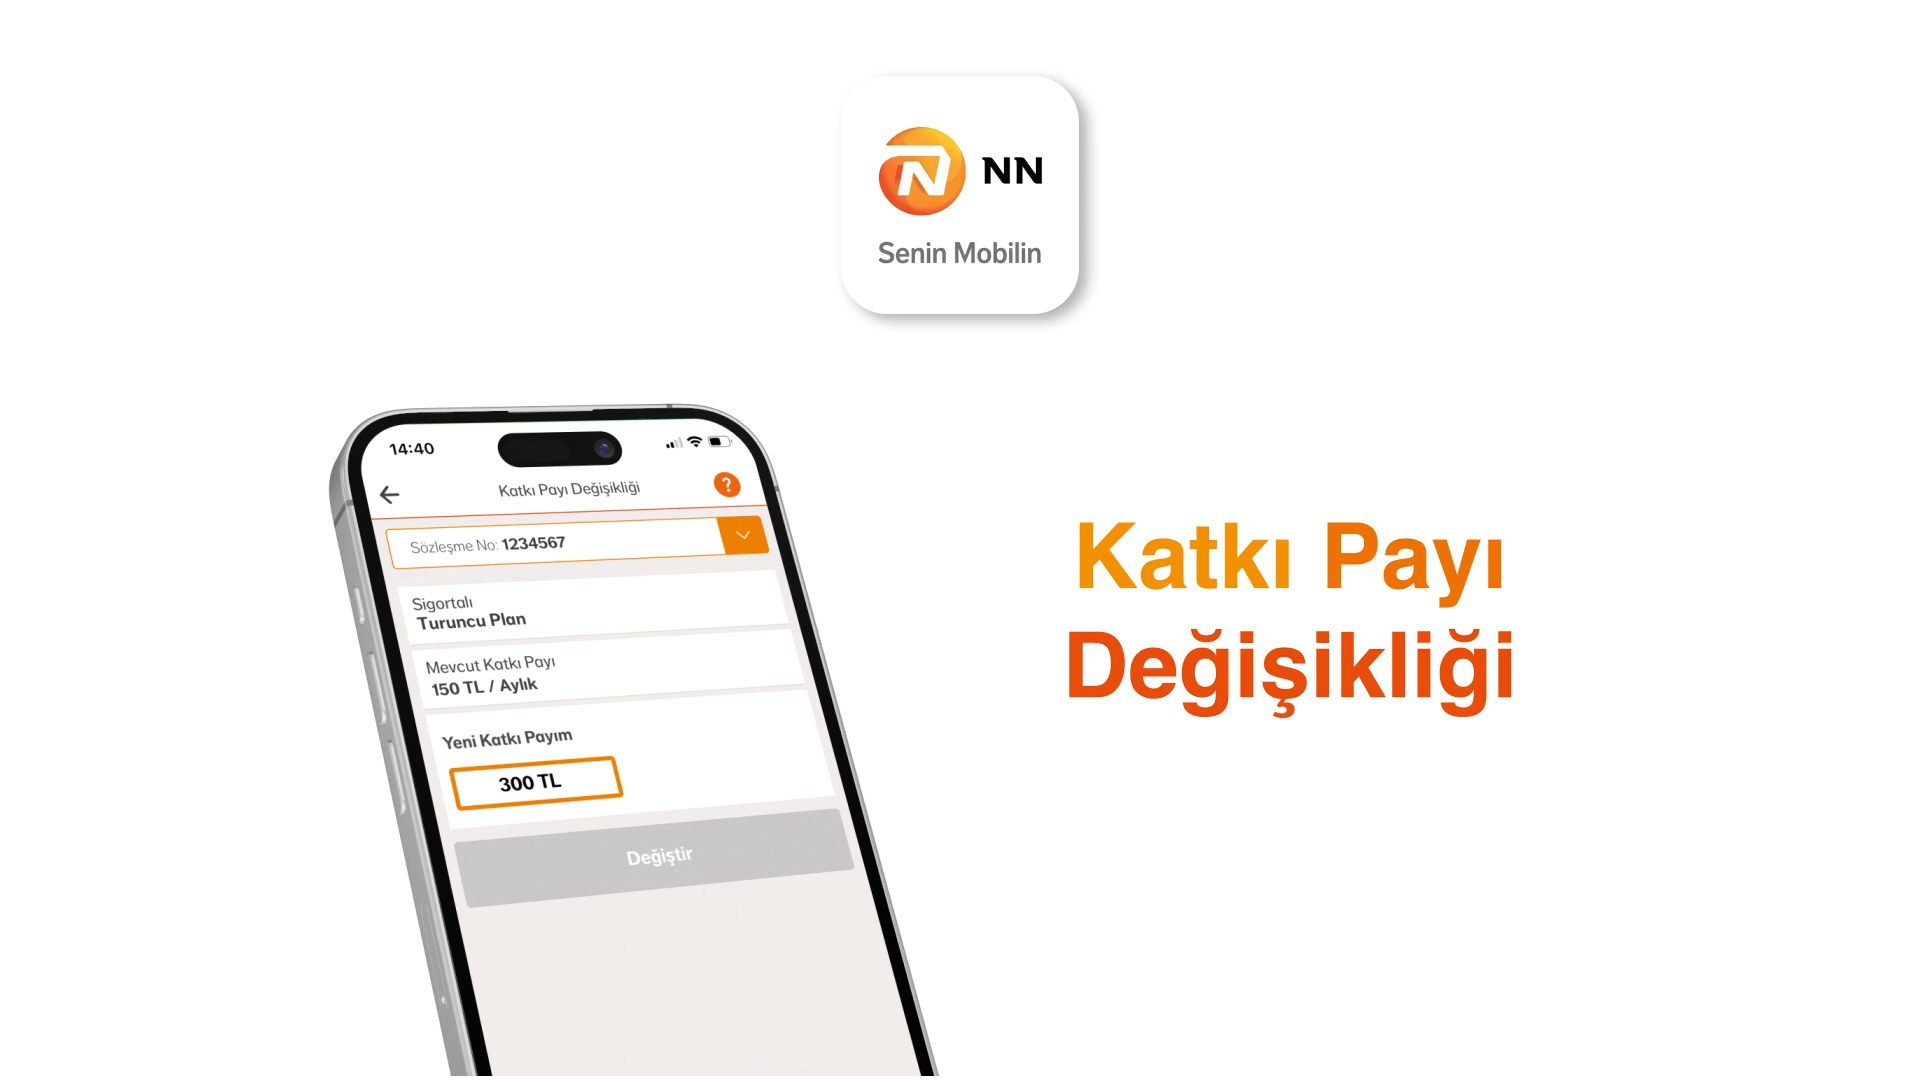 NN
Senin Mobilin
14:40
Katkı Payı Değişikliği
?
Sözleşme No: 1234567
Sigortalı
Turuncu Plan
Mevcut Katkı Payı
150 TL / Aylık
Yeni Katkı Payım
300 TL
Değiştir
Katkı Payı
Değişikliği